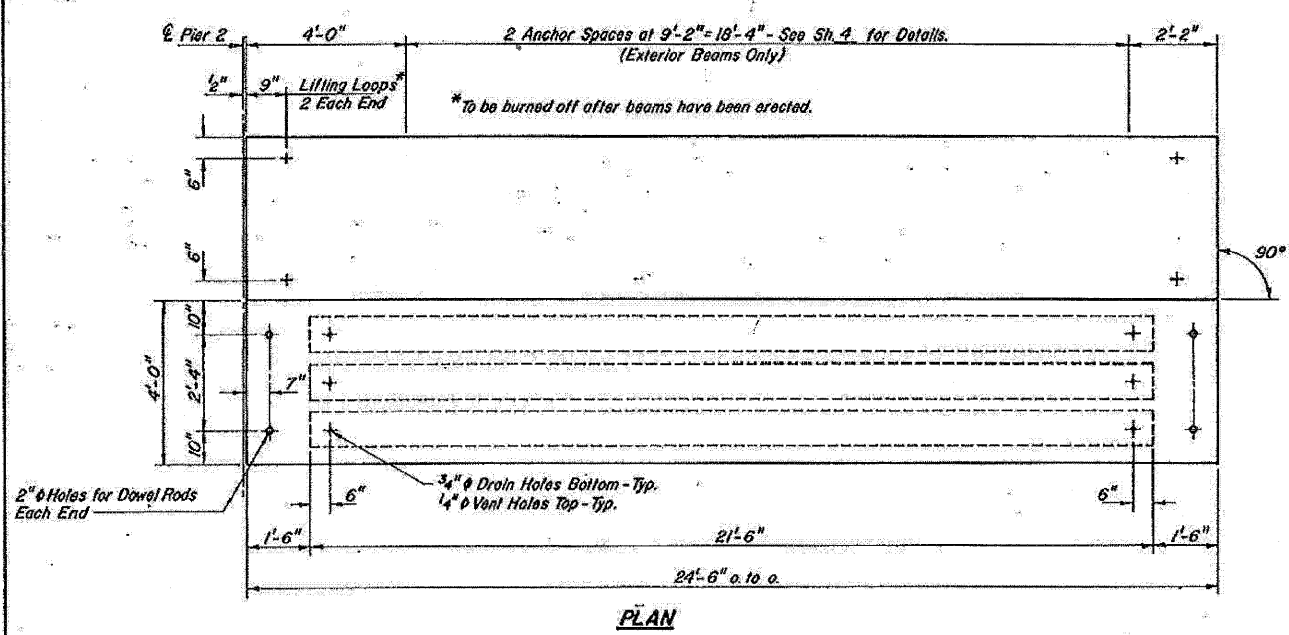 ℄ Pier 2
4'-0"
2 Anchor Spaces at 9'-2"= 18'-4" - See Sh. 4 for Details.
(Exterior Beams Only)
2'-2"
1/2"
9"
Lifting Loops*
2 Each End
*To be burned off after beams have been erected.
6"
6"
90°
4'-0"
10"
2'-4"
10"
7"
2" φ Holes for Dowel Rods
Each End
6"
3/4" φ Drain Holes Bottom - Typ.
1/4" φ Vent Holes Top - Typ.
6"
1'-6"
21'-6"
1'-6"
24'-6" o. to o.
PLAN